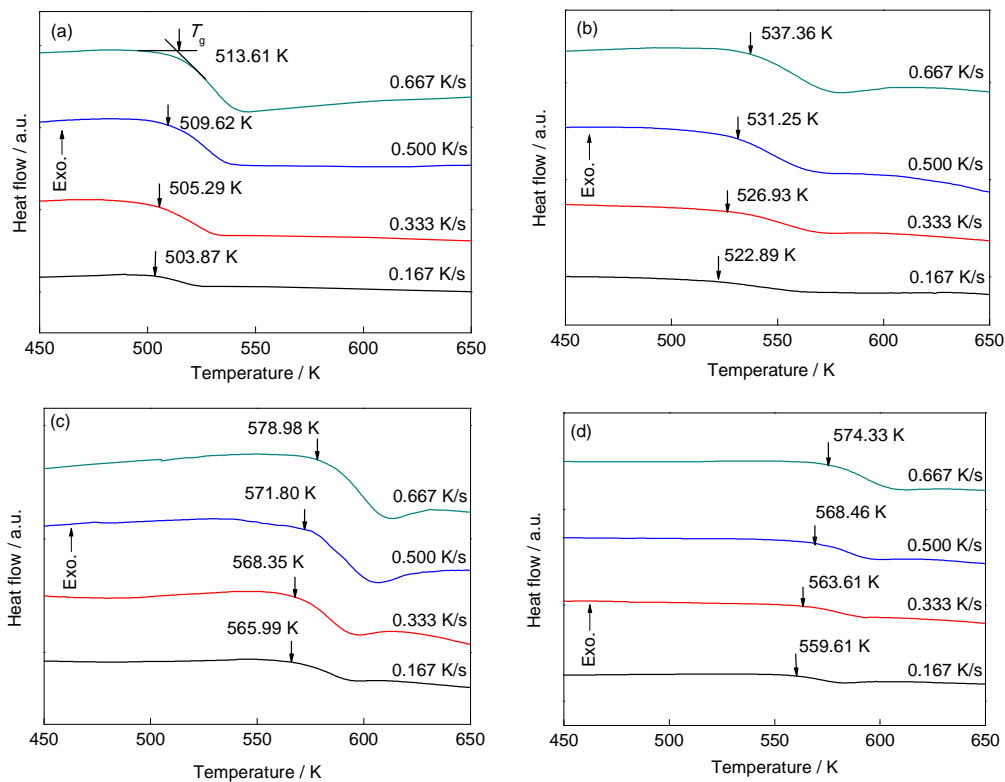 (a)
Tg
513.61 K
0.667 K/s
509.62 K
0.500 K/s
505.29 K
0.333 K/s
503.87 K
0.167 K/s
Exo.
Heat flow / a.u.
450 500 550 600 650
Temperature / K
(b)
537.36 K
0.667 K/s
531.25 K
0.500 K/s
526.93 K
0.333 K/s
522.89 K
0.167 K/s
Exo.
Heat flow / a.u.
450 500 550 600 650
Temperature / K
(c)
578.98 K
0.667 K/s
571.80 K
0.500 K/s
568.35 K
0.333 K/s
565.99 K
0.167 K/s
Exo.
Heat flow / a.u.
450 500 550 600 650
Temperature / K
(d)
574.33 K
0.667 K/s
568.46 K
0.500 K/s
563.61 K
0.333 K/s
559.61 K
0.167 K/s
Exo.
Heat flow / a.u.
450 500 550 600 650
Temperature / K